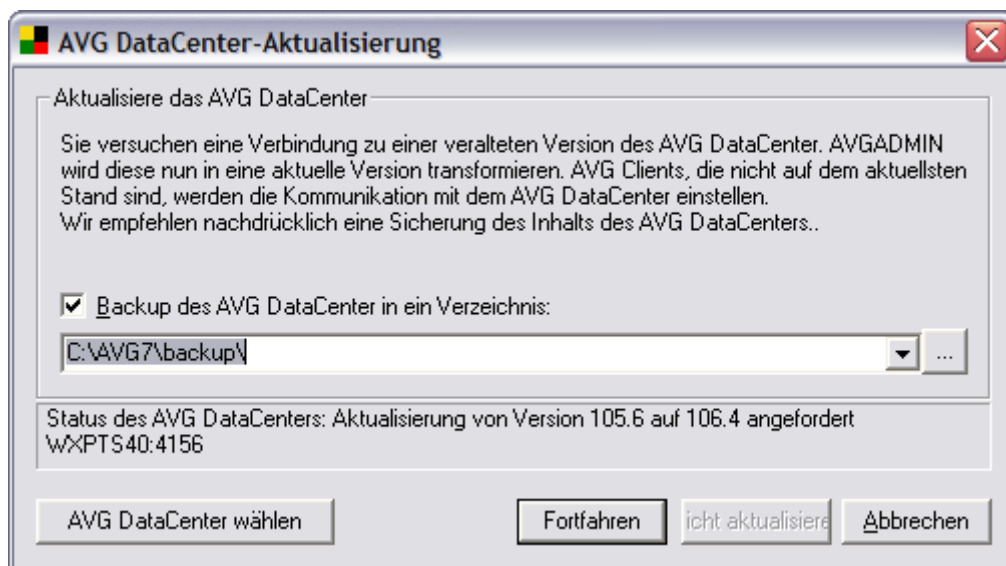 AVG DataCenter-Aktualisierung
Aktualisiere das AVG DataCenter
Sie versuchen eine Verbindung zu einer veralteten Version des AVG DataCenter. AVGADMIN
wird diese nun in eine aktuelle Version transformieren. AVG Clients, die nicht auf dem aktuellsten
Stand sind, werden die Kommunikation mit dem AVG DataCenter einstellen.
Wir empfehlen nachdrücklich eine Sicherung des Inhalts des AVG DataCenters..
Backup des AVG DataCenter in ein Verzeichnis:
C:\AVG7\backup\
...
Status des AVG DataCenters: Aktualisierung von Version 105.6 auf 106.4 angefordert
WXPTS40:4156
AVG DataCenter wählen
Fortfahren
icht aktualisiere
Abbrechen